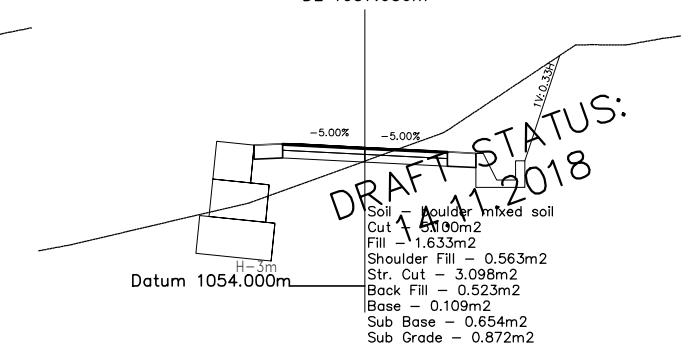 -5.00% -5.00%
1V:0.33H
DRAFT STATUS:
14.11.2018
Soil - boulder mixed soil
Cut - 5.100m2
Fill - 1.633m2
Shoulder Fill - 0.563m2
H-3m
Str. Cut - 3.098m2
Datum 1054.000m
Back Fill - 0.523m2
Base - 0.109m2
Sub Base - 0.654m2
Sub Grade - 0.872m2